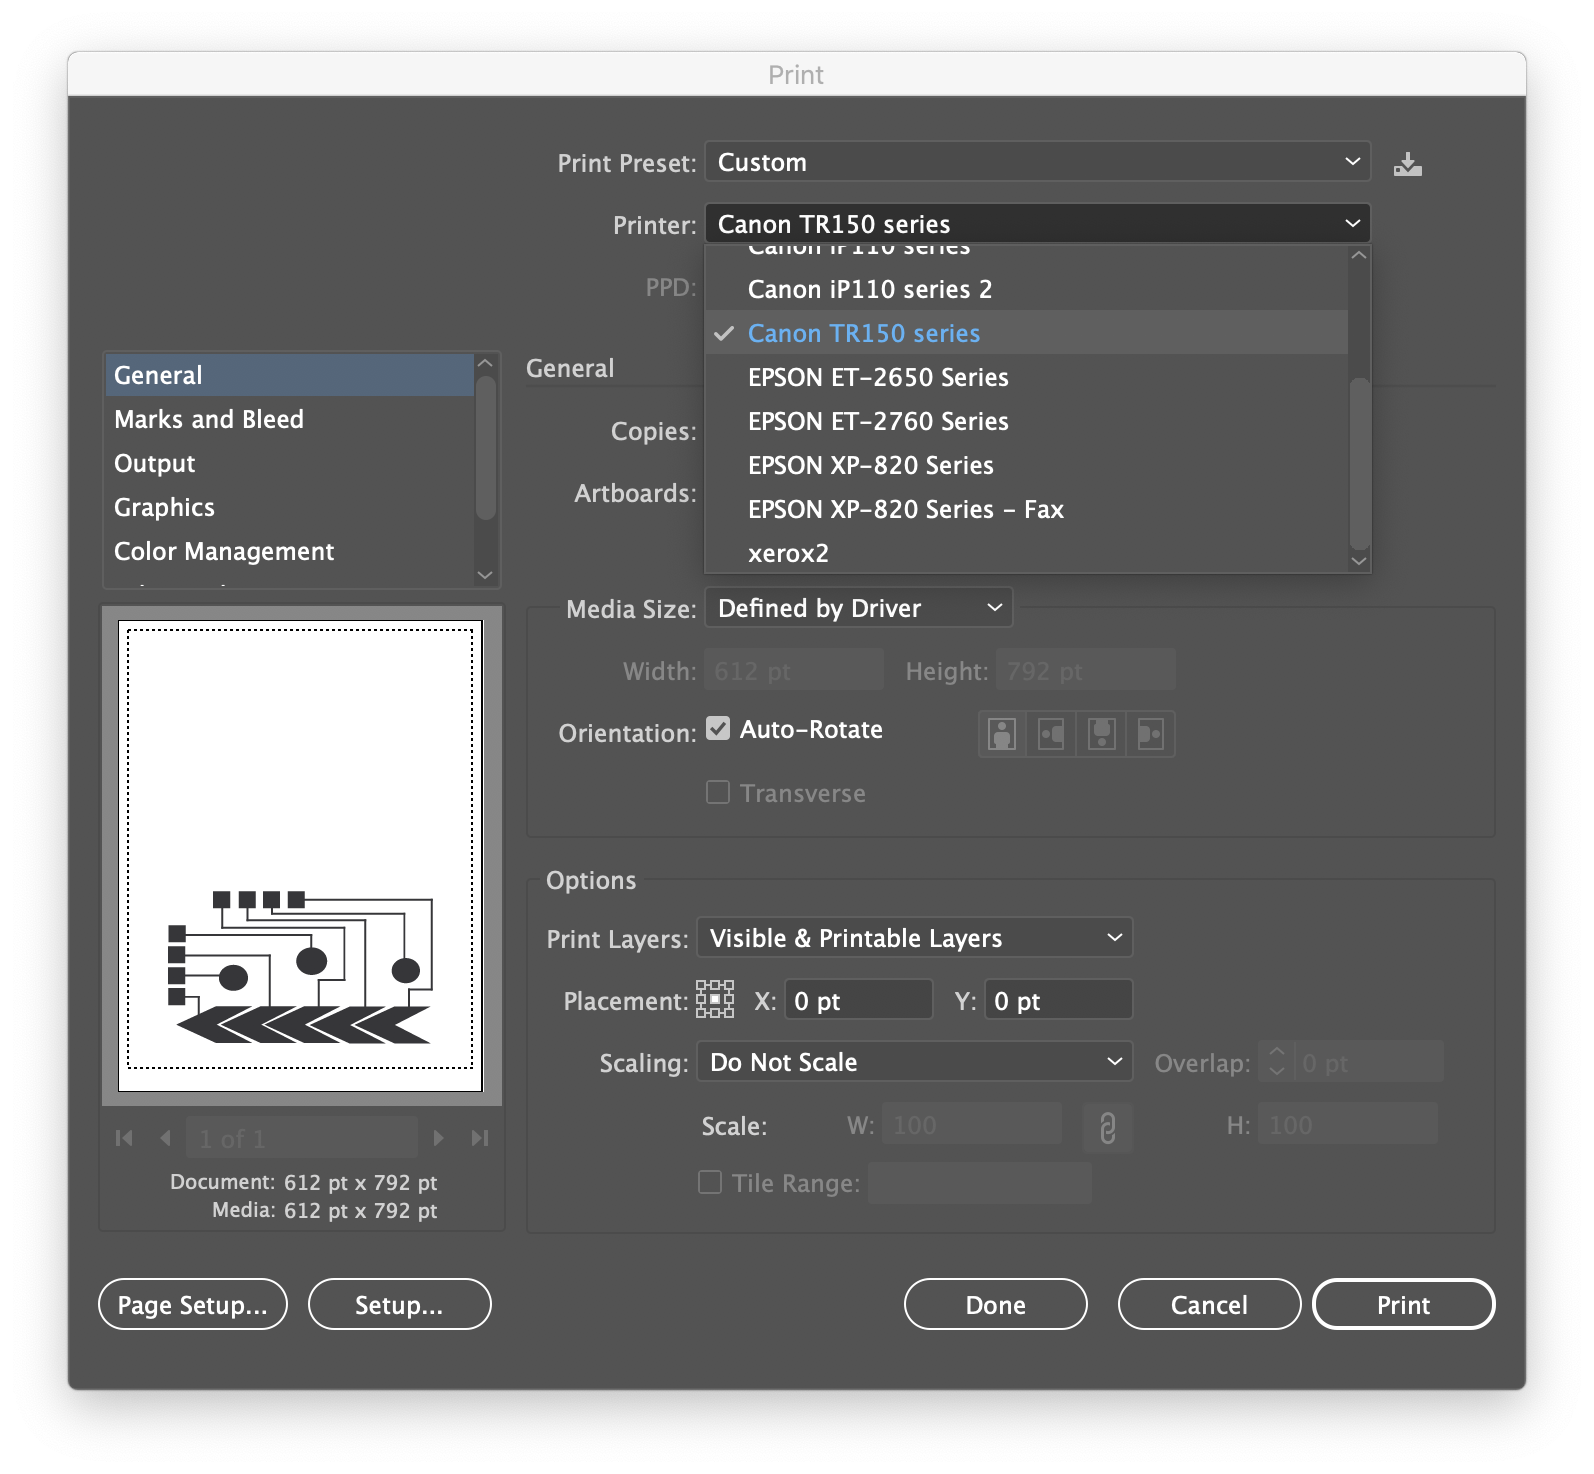 Print
Print Preset: Custom
Printer: Canon TR150 series
Canon iP110 series
PPD:
Canon iP110 series 2
Canon TR150 series
EPSON ET-2650 Series
EPSON ET-2760 Series
EPSON XP-820 Series
EPSON XP-820 Series - Fax
xerox2
General
Marks and Bleed
Output
Graphics
Color Management
General
Copies:
Artboards:
Media Size: Defined by Driver
Width: 612 pt Height: 792 pt
Orientation: Auto-Rotate
Transverse
Options
Print Layers: Visible & Printable Layers
Placement: X: 0 pt Y: 0 pt
Scaling: Do Not Scale Overlap: 0 pt
Scale: W: 100 H: 100
Tile Range:
1 of 1
Document: 612 pt x 792 pt
Media: 612 pt x 792 pt
Page Setup... Setup... Done Cancel Print